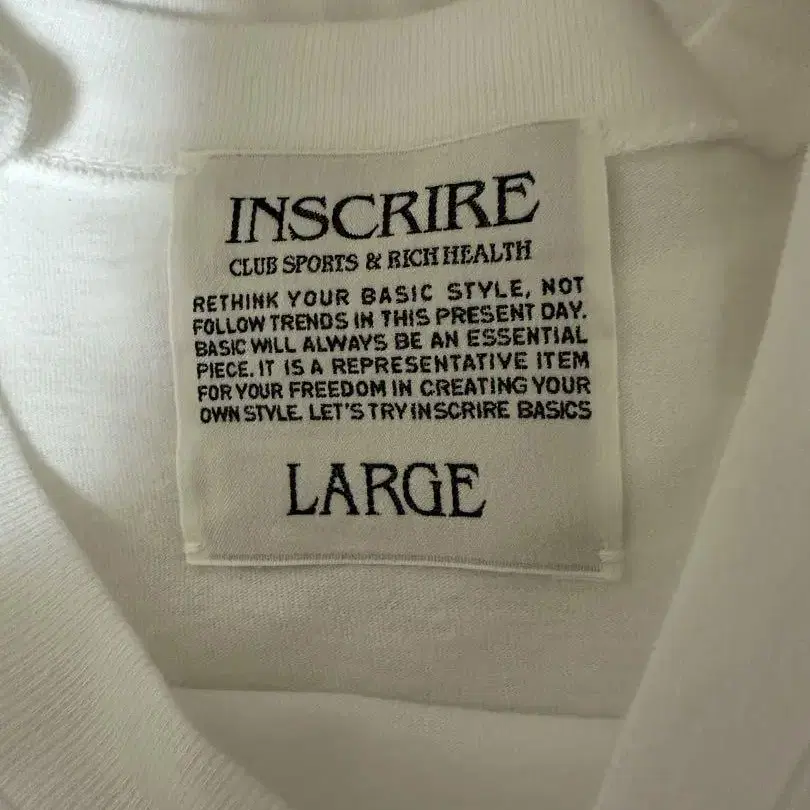 INSCRIRE
CLUB SPORTS & RICH HEALTH
RETHINK YOUR BASIC STYLE, NOT
FOLLOW TRENDS IN THIS PRESENT DAY.
BASIC WILL ALWAYS BE AN ESSENTIAL
PIECE. IT IS A REPRESENTATIVE ITEM
FOR YOUR FREEDOM IN CREATING YOUR
OWN STYLE. LET'S TRY INSCRIRE BASICS
LARGE